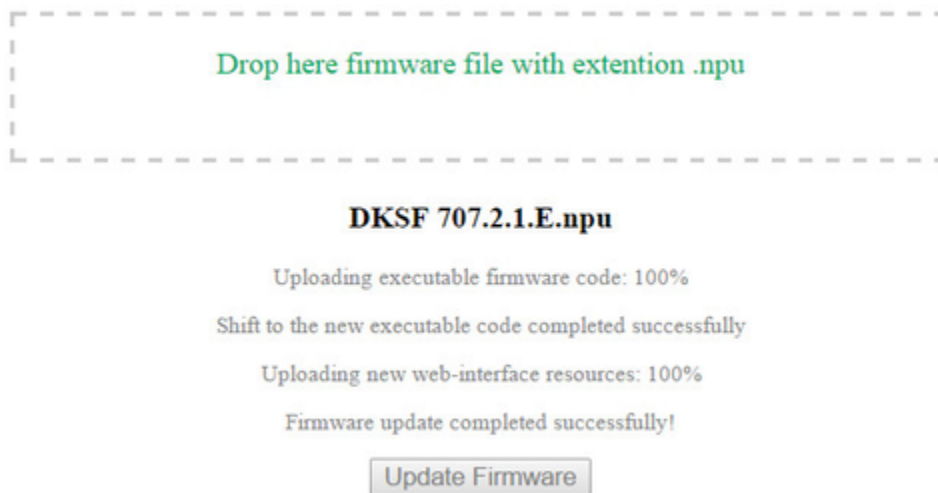 Drop here firmware file with extention .npu
DKSF 707.2.1.E.npu
Uploading executable firmware code: 100%
Shift to the new executable code completed successfully
Uploading new web-interface resources: 100%
Firmware update completed successfully!
Update Firmware